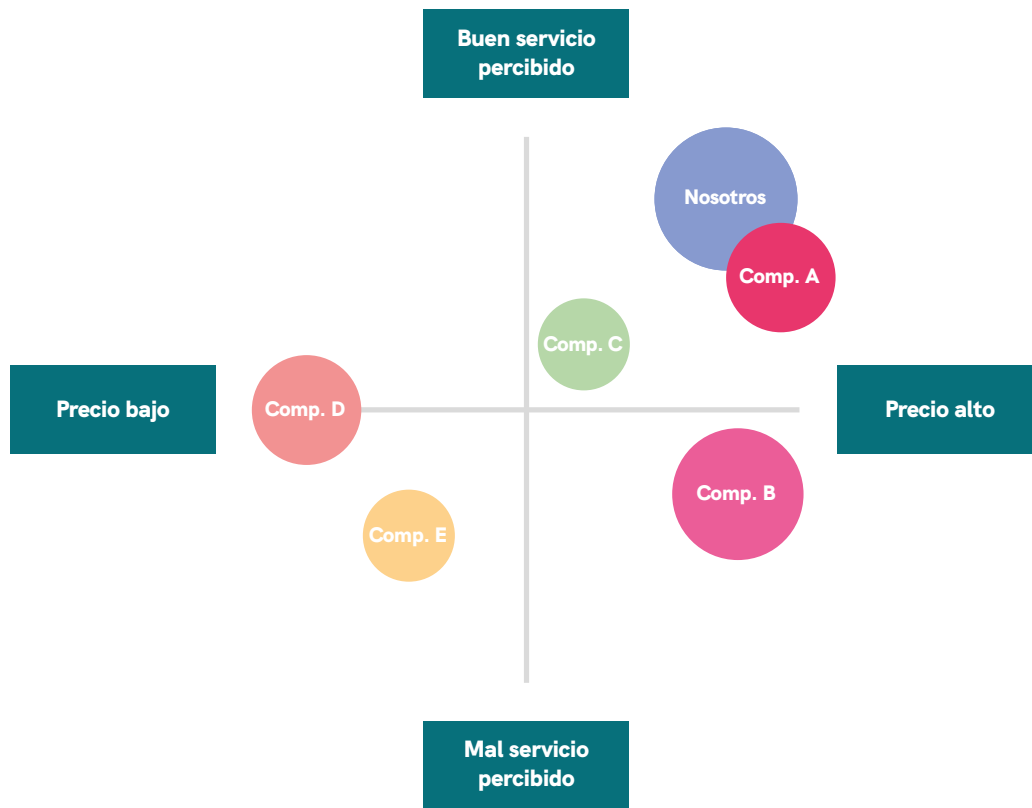 Buen servicio
percibido
Nosotros
Comp. A
Comp. C
Precio bajo
Comp. D
Precio alto
Comp. B
Comp. E
Mal servicio
percibido